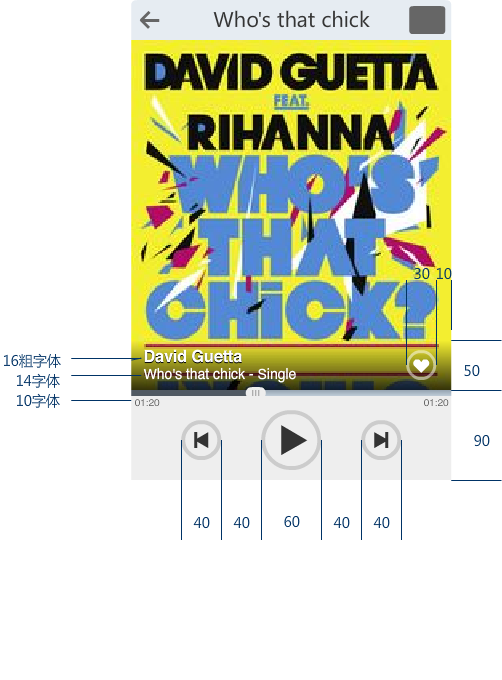 Who's that chick
DAVID GUETTA
FEAT.
RIHANNA
WHO'S
THAT
CHICK?
30 10
16粗字体
David Guetta
14字体
Who's that chick - Single
50
10字体
01:20
01:20
90
40
40
60
40
40